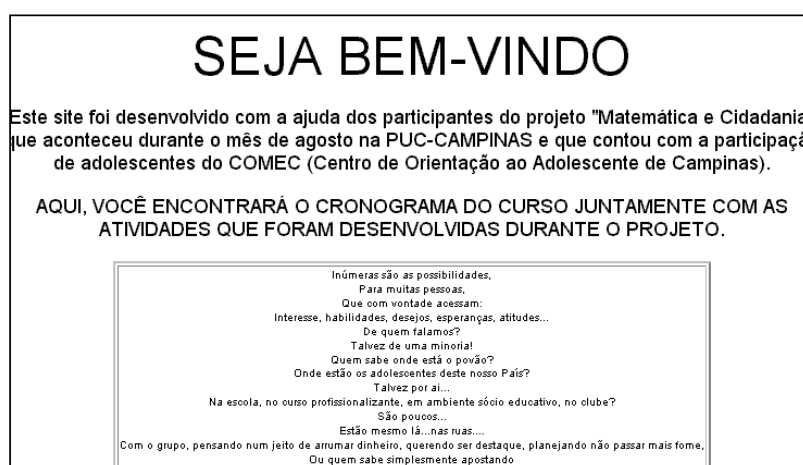 SEJA BEM-VINDO
Este site foi desenvolvido com a ajuda dos participantes do projeto "Matemática e Cidadania
que aconteceu durante o mês de agosto na PUC-CAMPINAS e que contou com a participaçã
de adolescentes do COMEC (Centro de Orientação ao Adolescente de Campinas).
AQUI, VOCÊ ENCONTRARÁ O CRONOGRAMA DO CURSO JUNTAMENTE COM AS
ATIVIDADES QUE FORAM DESENVOLVIDAS DURANTE O PROJETO.
Inúmeras são as possibilidades,
Para muitas pessoas,
Que com vontade acessam:
Interesse, habilidades, desejos, esperanças, atitudes...
De quem falamos?
Talvez de uma minoria!
Quem sabe onde está o povão?
Onde estão os adolescentes deste nosso País?
Talvez por ai...
Na escola, no curso profissionalizante, em ambiente sócio educativo, no clube?
São poucos...
Estão mesmo lá...nas ruas....
Com o grupo, pensando num jeito de arrumar dinheiro, querendo ser destaque, planejando não passar mais fome,
Ou quem sabe simplesmente apostando